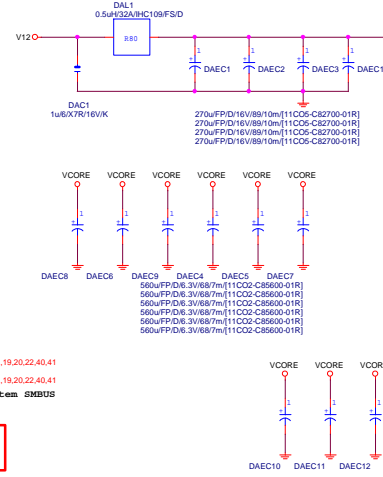 DAL1
0.5uH/32A/IHC109/FS/D
V12
R80
1
1
1
1
DAEC1
DAEC2
DAEC3
DAEC1
DAC1
1u/6/X7R/16V/K
270u/FP/D/16V/89/10m/[11CO5-C82700-01R]
270u/FP/D/16V/89/10m/[11CO5-C82700-01R]
270u/FP/D/16V/89/10m/[11CO5-C82700-01R]
270u/FP/D/16V/89/10m/[11CO5-C82700-01R]
VCORE VCORE VCORE VCORE VCORE VCORE
1 1 1 1 1 1
DAEC8 DAEC6 DAEC9 DAEC4 DAEC5 DAEC7
560u/FP/D/6.3V/68/7m/[11CO2-C85600-01R]
560u/FP/D/6.3V/68/7m/[11CO2-C85600-01R]
560u/FP/D/6.3V/68/7m/[11CO2-C85600-01R]
560u/FP/D/6.3V/68/7m/[11CO2-C85600-01R]
560u/FP/D/6.3V/68/7m/[11CO2-C85600-01R]
560u/FP/D/6.3V/68/7m/[11CO2-C85600-01R]
,19,20,22,40,41
,19,20,22,40,41
tem SMBUS
VCORE VCORE VCOR
1 1 1
DAEC10 DAEC11 DAEC12